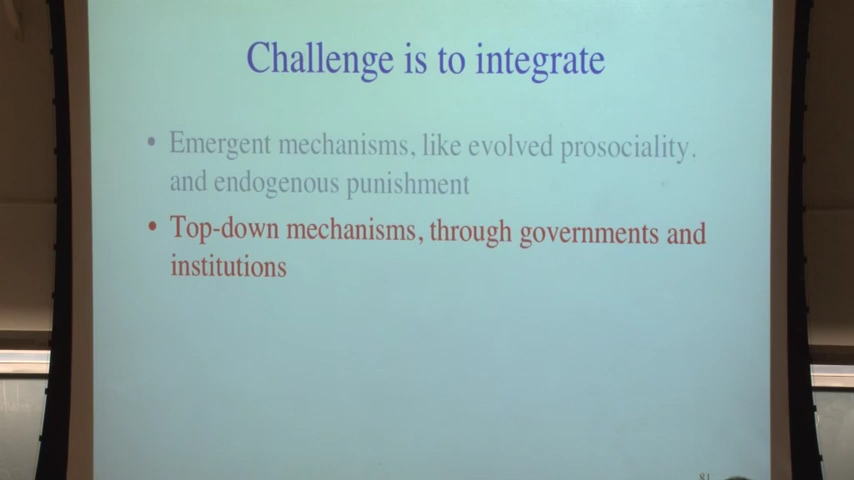 Challenge is to integrate
• Emergent mechanisms, like evolved prosociality.
and endogenous punishment
• Top-down mechanisms, through governments and
institutions
81